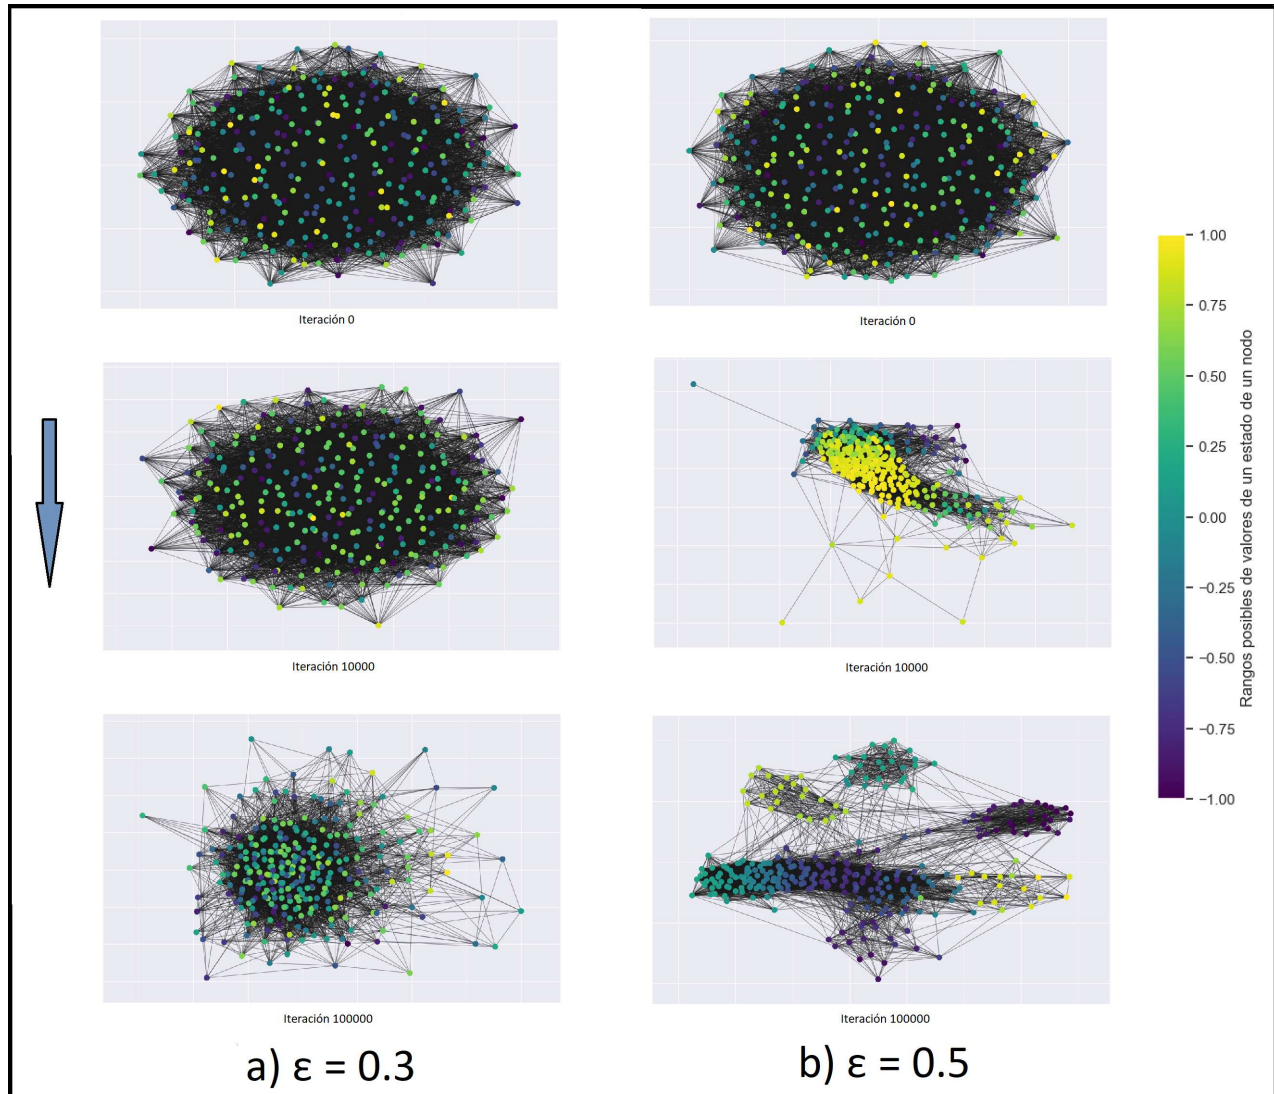 Iteración 0
Iteración 0
Iteración 10000
Iteración 10000
Iteración 100000
Iteración 100000
a) ε = 0.3
b) ε = 0.5
1.00
0.75
0.50
0.25
0.00
−0.25
−0.50
−0.75
−1.00
Rangos posibles de valores de un estado de un nodo